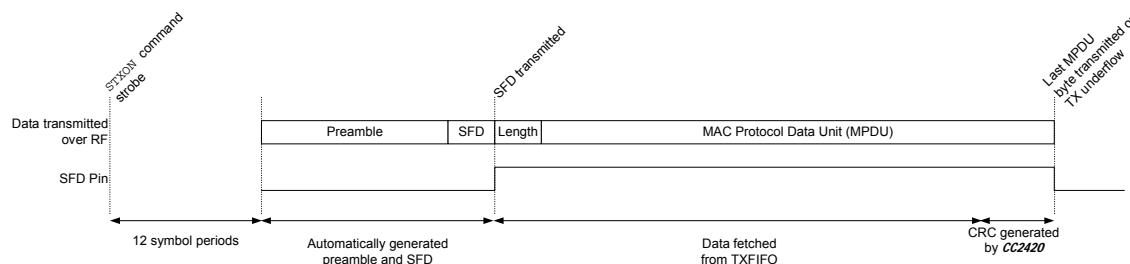 STXON command
strobe
SFD transmitted
Last MPDU
byte transmitted or
TX underflow
Data transmitted
over RF
Preamble
SFD
Length
MAC Protocol Data Unit (MPDU)
SFD Pin
12 symbol periods
Automatically generated
preamble and SFD
Data fetched
from TXFIFO
CRC generated
by CC2420